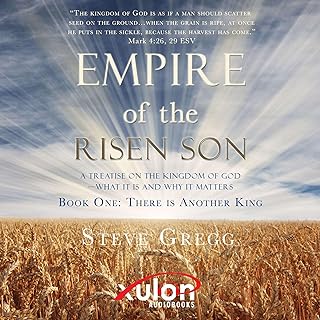 "THE KINGDOM OF GOD IS AS IF A MAN SHOULD SCATTER
SEED ON THE GROUND...WHEN THE GRAIN IS RIPE, AT ONCE
HE PUTS IN THE SICKLE, BECAUSE THE HARVEST HAS COME."
Mark 4:26, 29 ESV
EMPIRE
of the
RISEN SON
A TREATISE ON THE KINGDOM OF GOD
—WHAT IT IS AND WHY IT MATTERS
BOOK ONE: THERE IS ANOTHER KING
STEVE GREGG
xulon
AUDIOBOOKS